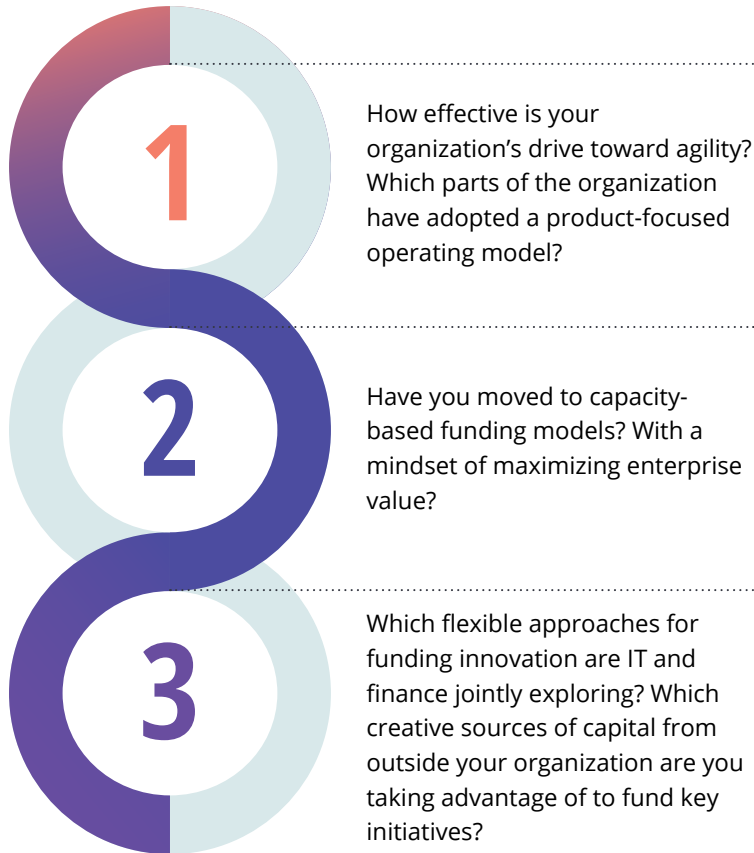 1
How effective is your
organization’s drive toward agility?
Which parts of the organization
have adopted a product-focused
operating model?
2
Have you moved to capacity-
based funding models? With a
mindset of maximizing enterprise
value?
3
Which flexible approaches for
funding innovation are IT and
finance jointly exploring? Which
creative sources of capital from
outside your organization are you
taking advantage of to fund key
initiatives?